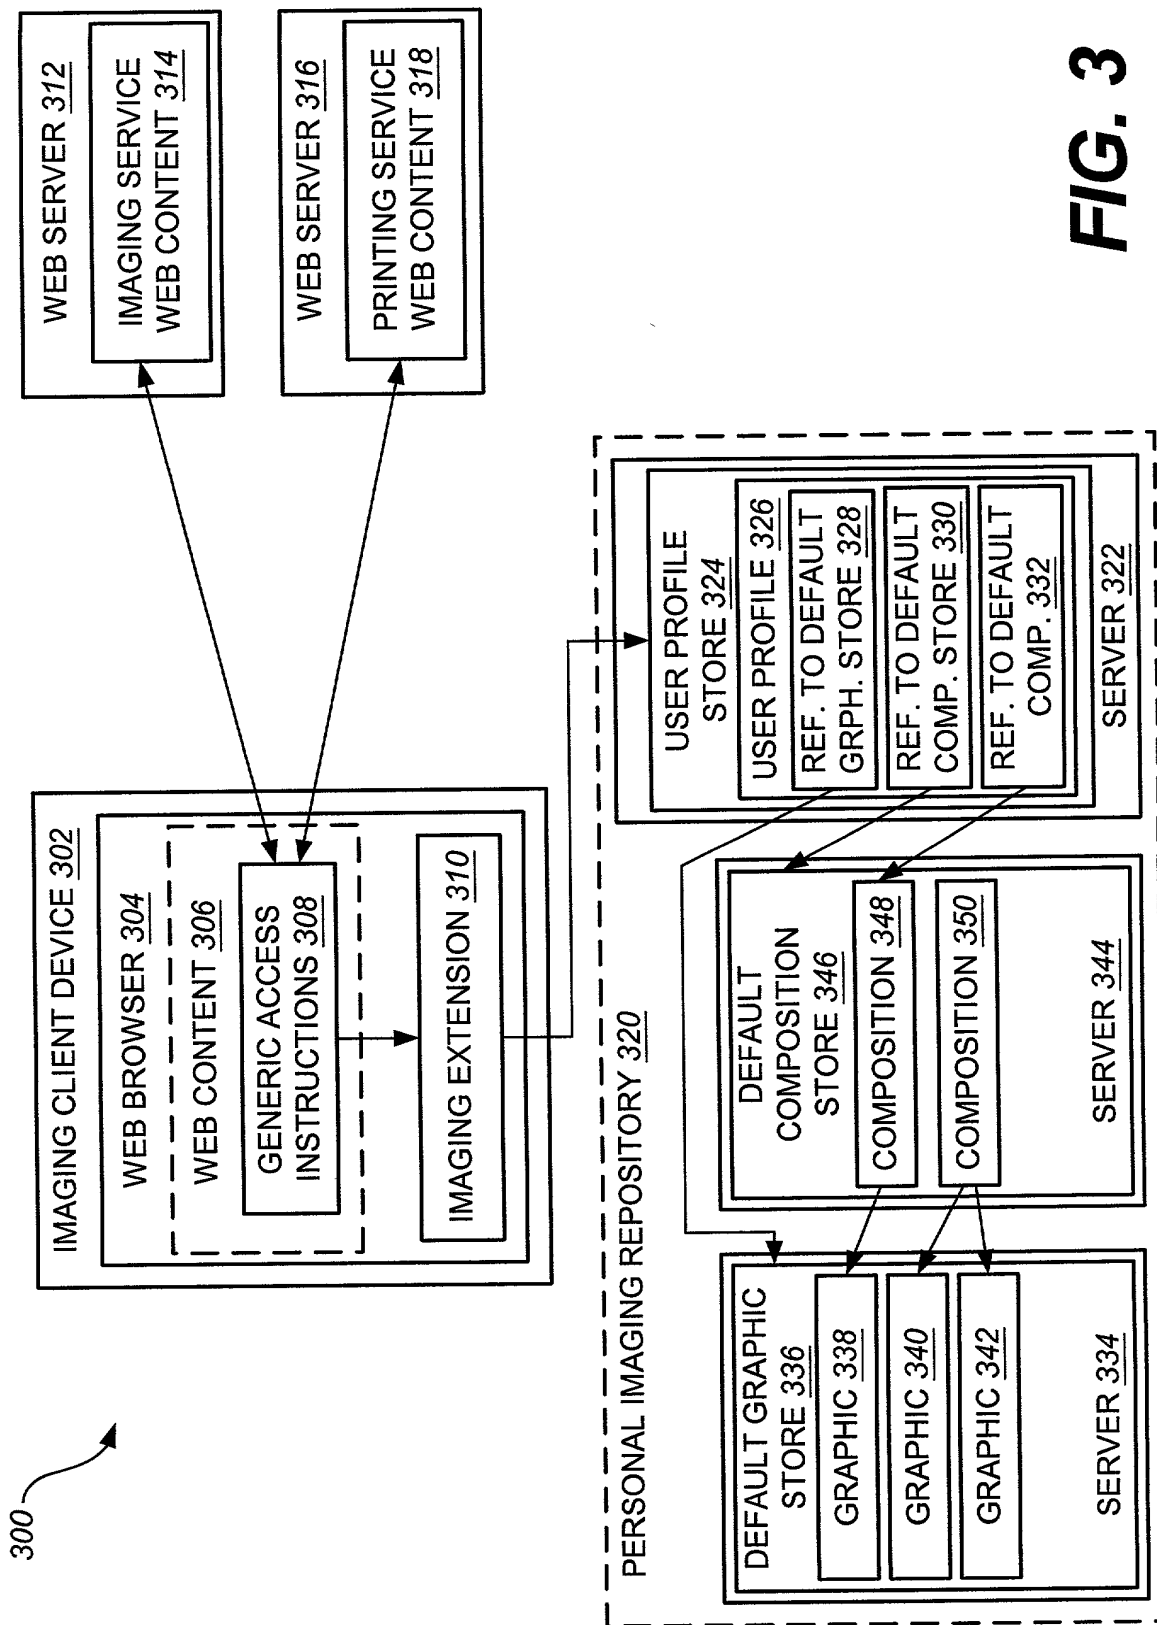 300
IMAGING CLIENT DEVICE 302
WEB BROWSER 304
WEB CONTENT 306
GENERIC ACCESS
INSTRUCTIONS 308
IMAGING EXTENSION 310
WEB SERVER 312
IMAGING SERVICE
WEB CONTENT 314
WEB SERVER 316
PRINTING SERVICE
WEB CONTENT 318
PERSONAL IMAGING REPOSITORY 320
DEFAULT GRAPHIC
STORE 336
GRAPHIC 338
GRAPHIC 340
GRAPHIC 342
SERVER 334
DEFAULT
COMPOSITION
STORE 346
COMPOSITION 348
COMPOSITION 350
SERVER 344
USER PROFILE
STORE 324
USER PROFILE 326
REF. TO DEFAULT
GRPH. STORE 328
REF. TO DEFAULT
COMP. STORE 330
REF. TO DEFAULT
COMP. 332
SERVER 322
FIG. 3